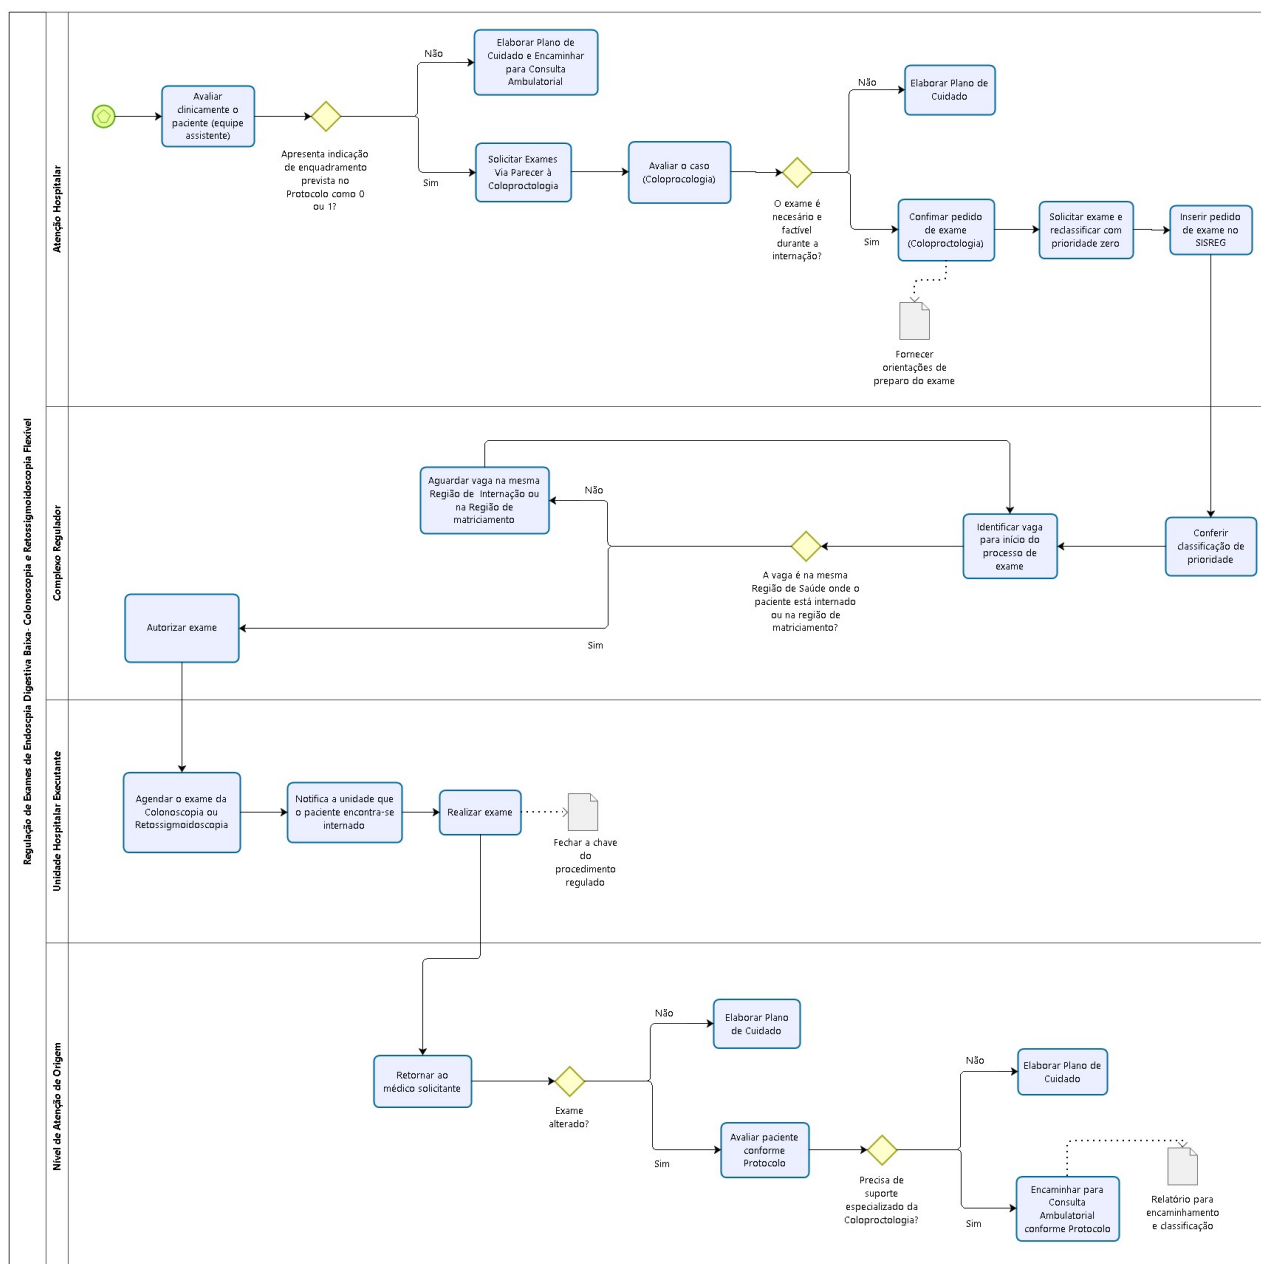 Regulação de Exames de Endoscpia Digestiva Baixa- Colonoscopia e Retossigmoidoscopia Flexível
Atenção Hospitalar
Avaliar
clinicamente o
paciente (equipe
assistente)
Apresenta indicação
de enquadramento
prevista no
Protocolo como 0
ou 1?
Não
Elaborar Plano de
Cuidado e Encaminhar
para Consulta
Ambulatorial
Sim
Solicitar Exames
Via Parecer à
Coloproctologia
Avaliar o caso
(Coloprocologia)
O exame é
necesário e
factível
durante a
internação?
Não
Elaborar Plano de
Cuidado
Sim
Confimar pedido
de exame
(Coloproctologia)
Fornecer
orientações de
preparo do exame
Solicitar exame e
reclassificar com
prioridade zero
Inserir pedido
de exame no
SISREG
Complexo Regulador
Conferir
classificação de
prioridade
Identificar vaga
para início do
processo de
exame
A vaga é na mesma
Região de Saúde onde o
paciente está internado
ou na região de
matriciamento?
Não
Aguardar vaga na mesma
Região de Internação ou
na Região de
matriciamento
Sim
Autorizar exame
Unidade Hospitalar Executante
Agendar o exame da
Colonoscopia ou
Retossigmoidoscopia
Notifica a unidade que
o paciente encontra-se
internado
Realizar exame
Fechar a chave
do
procedimento
regulado
Nível de Atenção de Origem
Retornar ao
médico solicitante
Exame
alterado?
Não
Elaborar Plano
de Cuidado
Sim
Avaliar paciente
conforme
Protocolo
Precisa de
suporte
especializado da
Coloproctologia?
Não
Elaborar Plano de
Cuidado
Sim
Encaminhar para
Consulta
Ambulatorial
conforme Protocolo
Relatório para
encaminhamento
e classificação